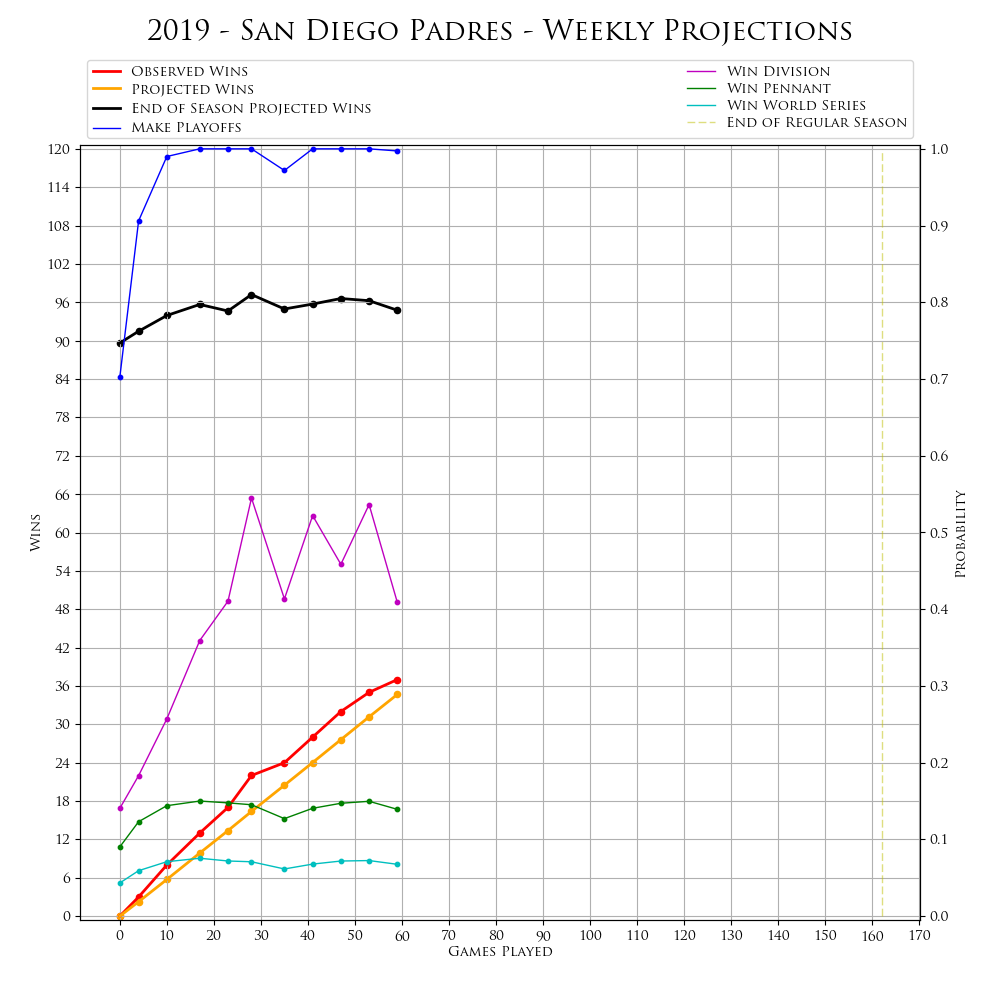 2019 - San Diego Padres - Weekly Projections
Observed Wins
Projected Wins
End of Season Projected Wins
Make Playoffs
Win Division
Win Pennant
Win World Series
End of Regular Season
120
114
108
102
96
90
84
78
72
66
60
54
48
42
36
30
24
18
12
6
0
Wins
1.0
0.9
0.8
0.7
0.6
0.5
0.4
0.3
0.2
0.1
0.0
Probability
0 10 20 30 40 50 60 70 80 90 100 110 120 130 140 150 160 170
Games Played